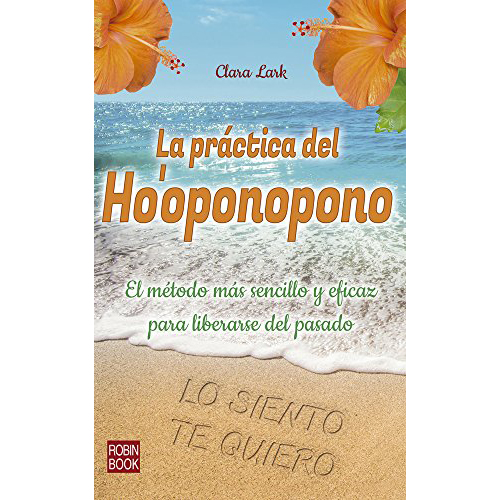 Clara Lark
La práctica del
Ho'oponopono
El método más sencillo y eficaz
para liberarse del pasado
LO SIENTO
TE QUIERO
ROBIN
BOOK